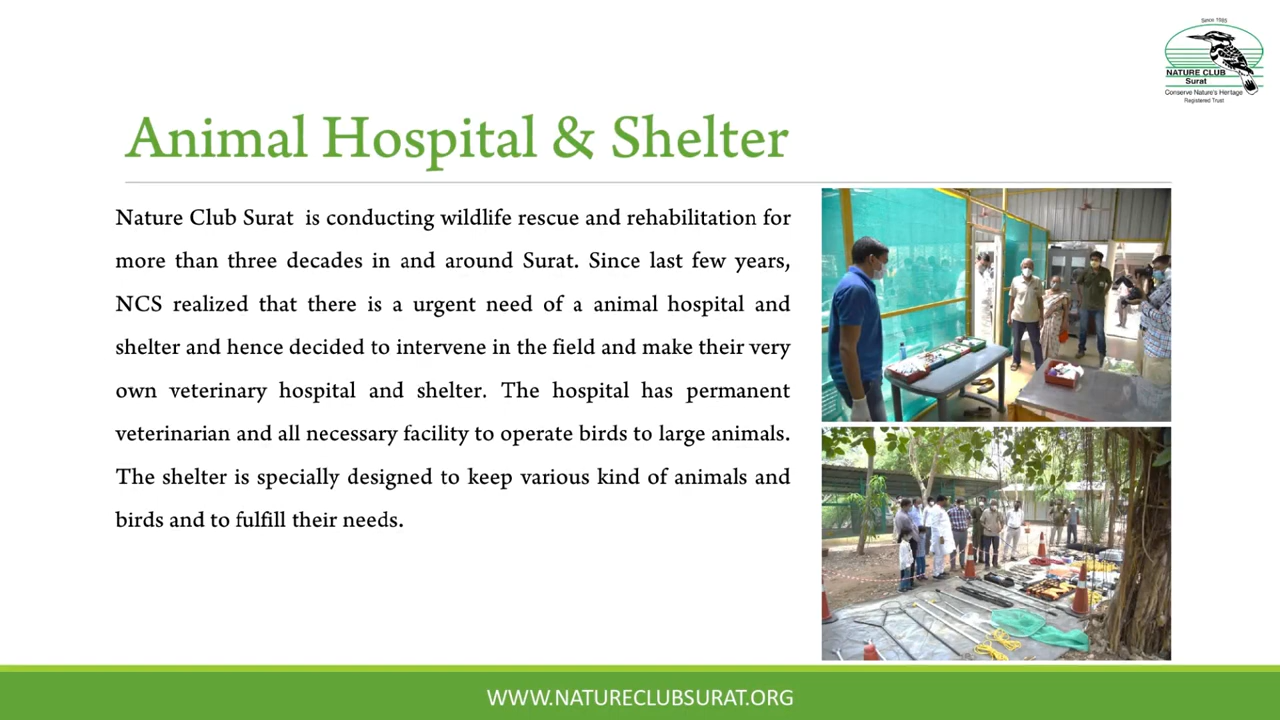 Since 1985
NATURE CLUB
Surat
Conserve Nature's Heritage
Registered Trust
Animal Hospital & Shelter
Nature Club Surat is conducting wildlife rescue and rehabilitation for
more than three decades in and around Surat. Since last few years,
NCS realized that there is a urgent need of a animal hospital and
shelter and hence decided to intervene in the field and make their very
own veterinary hospital and shelter. The hospital has permanent
veterinarian and all necessary facility to operate birds to large animals.
The shelter is specially designed to keep various kind of animals and
birds and to fulfill their needs.
WWW.NATURECLUBSURAT.ORG